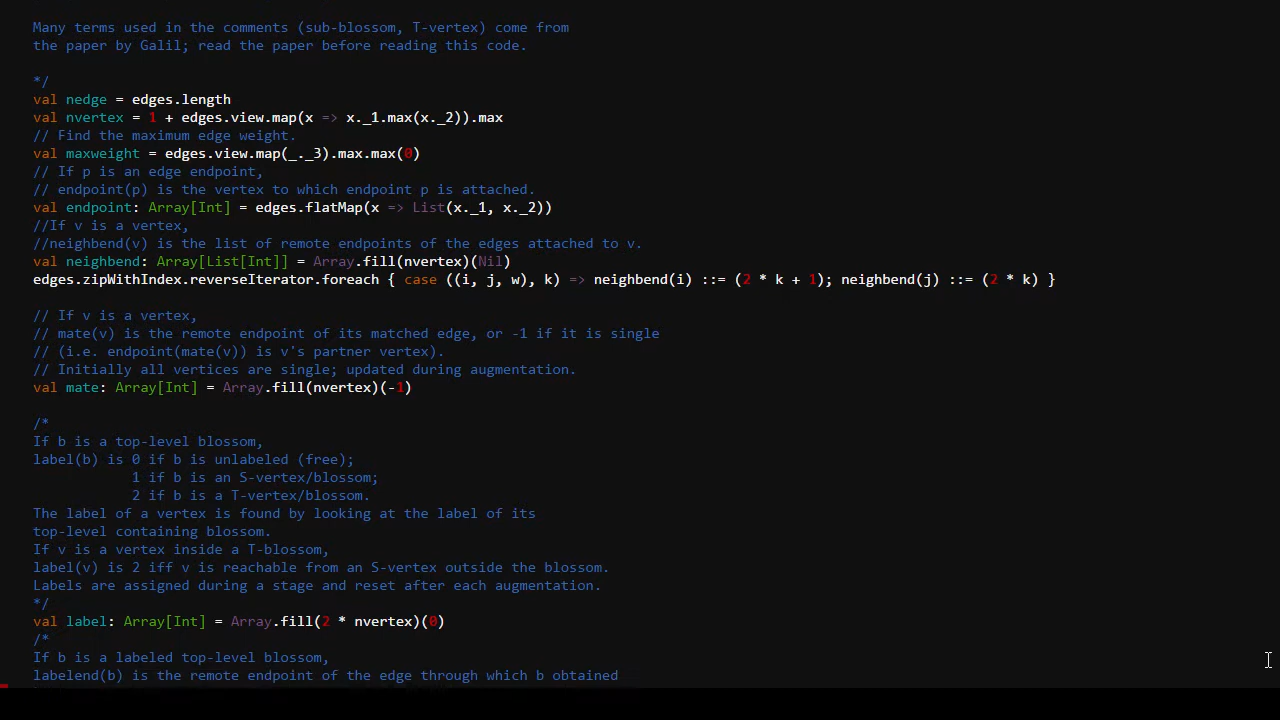 Many terms used in the comments (sub-blossom, T-vertex) come from
the paper by Galil; read the paper before reading this code.
*/
val nedge = edges.length
val nvertex = 1 + edges.view.map(x => x._1.max(x._2)).max
// Find the maximum edge weight.
val maxweight = edges.view.map(_._3).max.max(0)
// If p is an edge endpoint,
// endpoint(p) is the vertex to which endpoint p is attached.
val endpoint: Array[Int] = edges.flatMap(x => List(x._1, x._2))
//If v is a vertex,
//neighbend(v) is the list of remote endpoints of the edges attached to v.
val neighbend: Array[List[Int]] = Array.fill(nvertex)(Nil)
edges.zipWithIndex.reverseIterator.foreach { case ((i, j, w), k) => neighbend(i) ::= (2 * k + 1); neighbend(j) ::= (2 * k) }
// If v is a vertex,
// mate(v) is the remote endpoint of its matched edge, or -1 if it is single
// (i.e. endpoint(mate(v)) is v's partner vertex).
// Initially all vertices are single; updated during augmentation.
val mate: Array[Int] = Array.fill(nvertex)(-1)
/*
If b is a top-level blossom,
label(b) is 0 if b is unlabeled (free);
1 if b is an S-vertex/blossom;
2 if b is a T-vertex/blossom.
The label of a vertex is found by looking at the label of its
top-level containing blossom.
If v is a vertex inside a T-blossom,
label(v) is 2 iff v is reachable from an S-vertex outside the blossom.
Labels are assigned during a stage and reset after each augmentation.
*/
val label: Array[Int] = Array.fill(2 * nvertex)(0)
/*
If b is a labeled top-level blossom,
labelend(b) is the remote endpoint of the edge through which b obtained